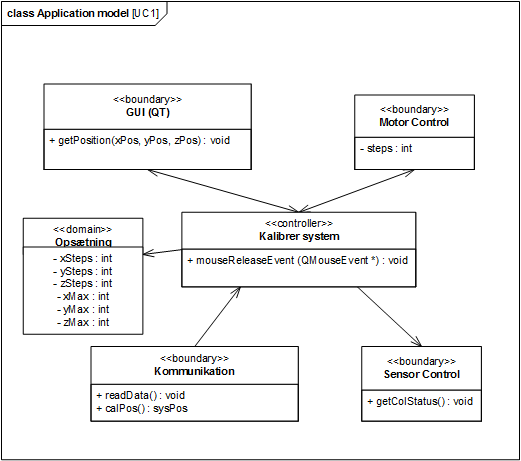 class Application model [UC1]
<<boundary>>
GUI (QT)
+ getPosition(xPos, yPos, zPos) : void
<<boundary>>
Motor Control
- steps : int
<<domain>>
Opsætning
- xSteps : int
- ySteps : int
- zSteps : int
- xMax : int
- yMax : int
- zMax : int
<<controller>>
Kalibrer system
+ mouseReleaseEvent (QMouseEvent *) : void
<<boundary>>
Kommunikation
+ readData() : void
+ calPos() : sysPos
<<boundary>>
Sensor Control
+ getColStatus() : void